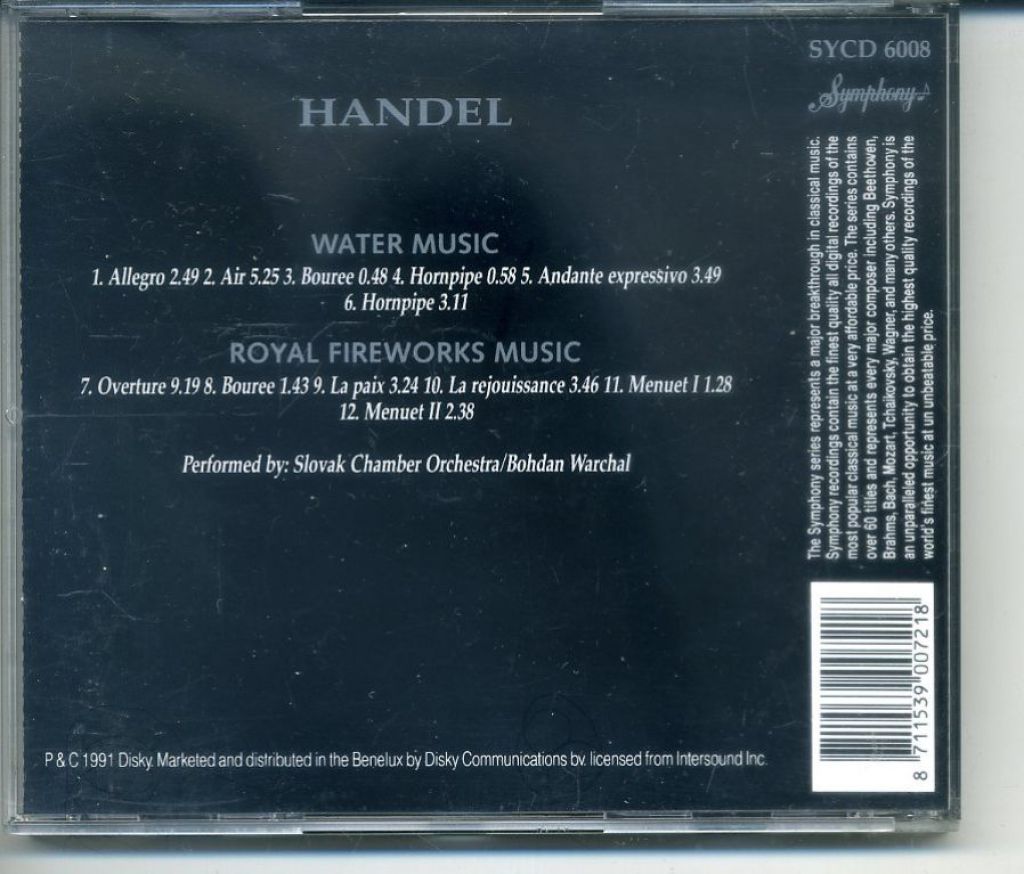 SYCD 6008
Symphony
HANDEL
WATER MUSIC
1. Allegro 2.49 2. Air 5.25 3. Bouree 0.48 4. Hornpipe 0.58 5. Andante expressivo 3.49
6. Hornpipe 3.11
ROYAL FIREWORKS MUSIC
7. Overture 9.19 8. Bouree 1.43 9. La paix 3.24 10. La rejouissance 3.46 11. Menuet I 1.28
12. Menuet II 2.38
Performed by: Slovak Chamber Orchestra/Bohdan Warchal
P & C 1991 Disky. Marketed and distributed in the Benelux by Disky Communications bv. licensed from Intersound Inc.
The Symphony series represents a major breakthrough in classical music.
Symphony recordings contain the finest quality all digital recordings of the
most popular classical music at a very affordable price. The series contains
over 60 titles and represents every major composer including Beethoven,
Brahms, Bach, Mozart, Tchaikovsky, Wagner, and many others. Symphony is
an unparalleled opportunity to obtain the highest quality recordings of the
world's finest music at un unbeatable price.
8 711539 007218